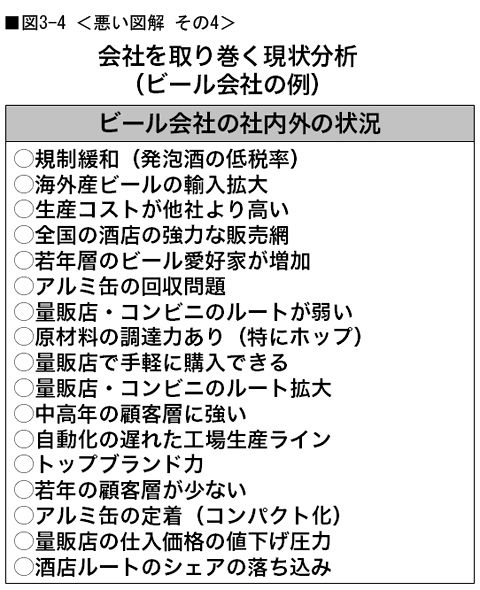 ■図3-4 <悪い図解 その4>
会社を取り巻く現状分析
(ビール会社の例)
ビール会社の社内外の状況
○規制緩和(発泡酒の低税率)
○海外産ビールの輸入拡大
○生産コストが他社より高い
○全国の酒店の強力な販売網
○若年層のビール愛好家が増加
○アルミ缶の回収問題
○量販店・コンビニのルートが弱い
○原材料の調達力あり(特にホップ)
○量販店で手軽に購入できる
○量販店・コンビニのルート拡大
○中高年の顧客層に強い
○自動化の遅れた工場生産ライン
○トップブランド力
○若年の顧客層が少ない
○アルミ缶の定着(コンパクト化)
○量販店の仕入価格の値下げ圧力
○酒店ルートのシェアの落ち込み